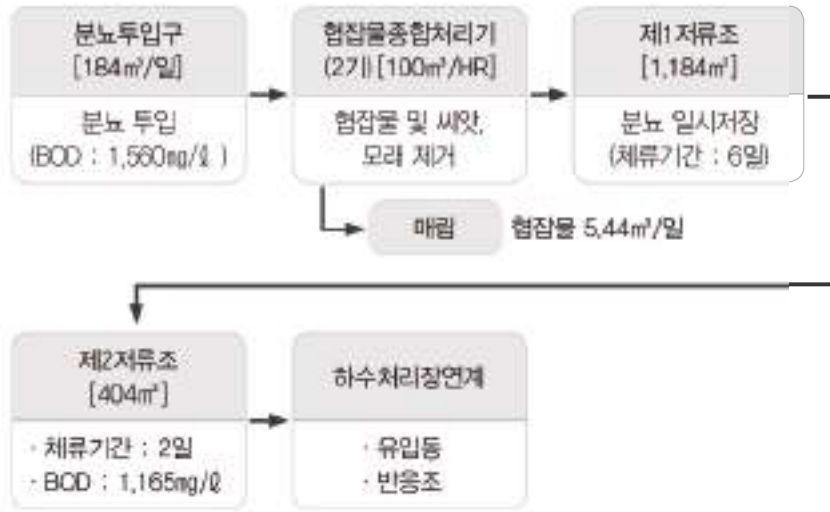 분뇨투입구
[184㎥/일]
분뇨 투입
(BOD : 1,560mg/ℓ )
협잡물종합처리기
(2기)[100㎥/HR]
협잡물 및 씨앗,
모래 제거
제1저류조
[1,184㎥]
분뇨 일시저장
(체류기간 : 6일)
매립
협잡물 5.44㎥/일
제2저류조
[404㎥]
· 체류기간 : 2일
· BOD : 1,165mg/ℓ
하수처리장연계
· 유입동
· 반응조